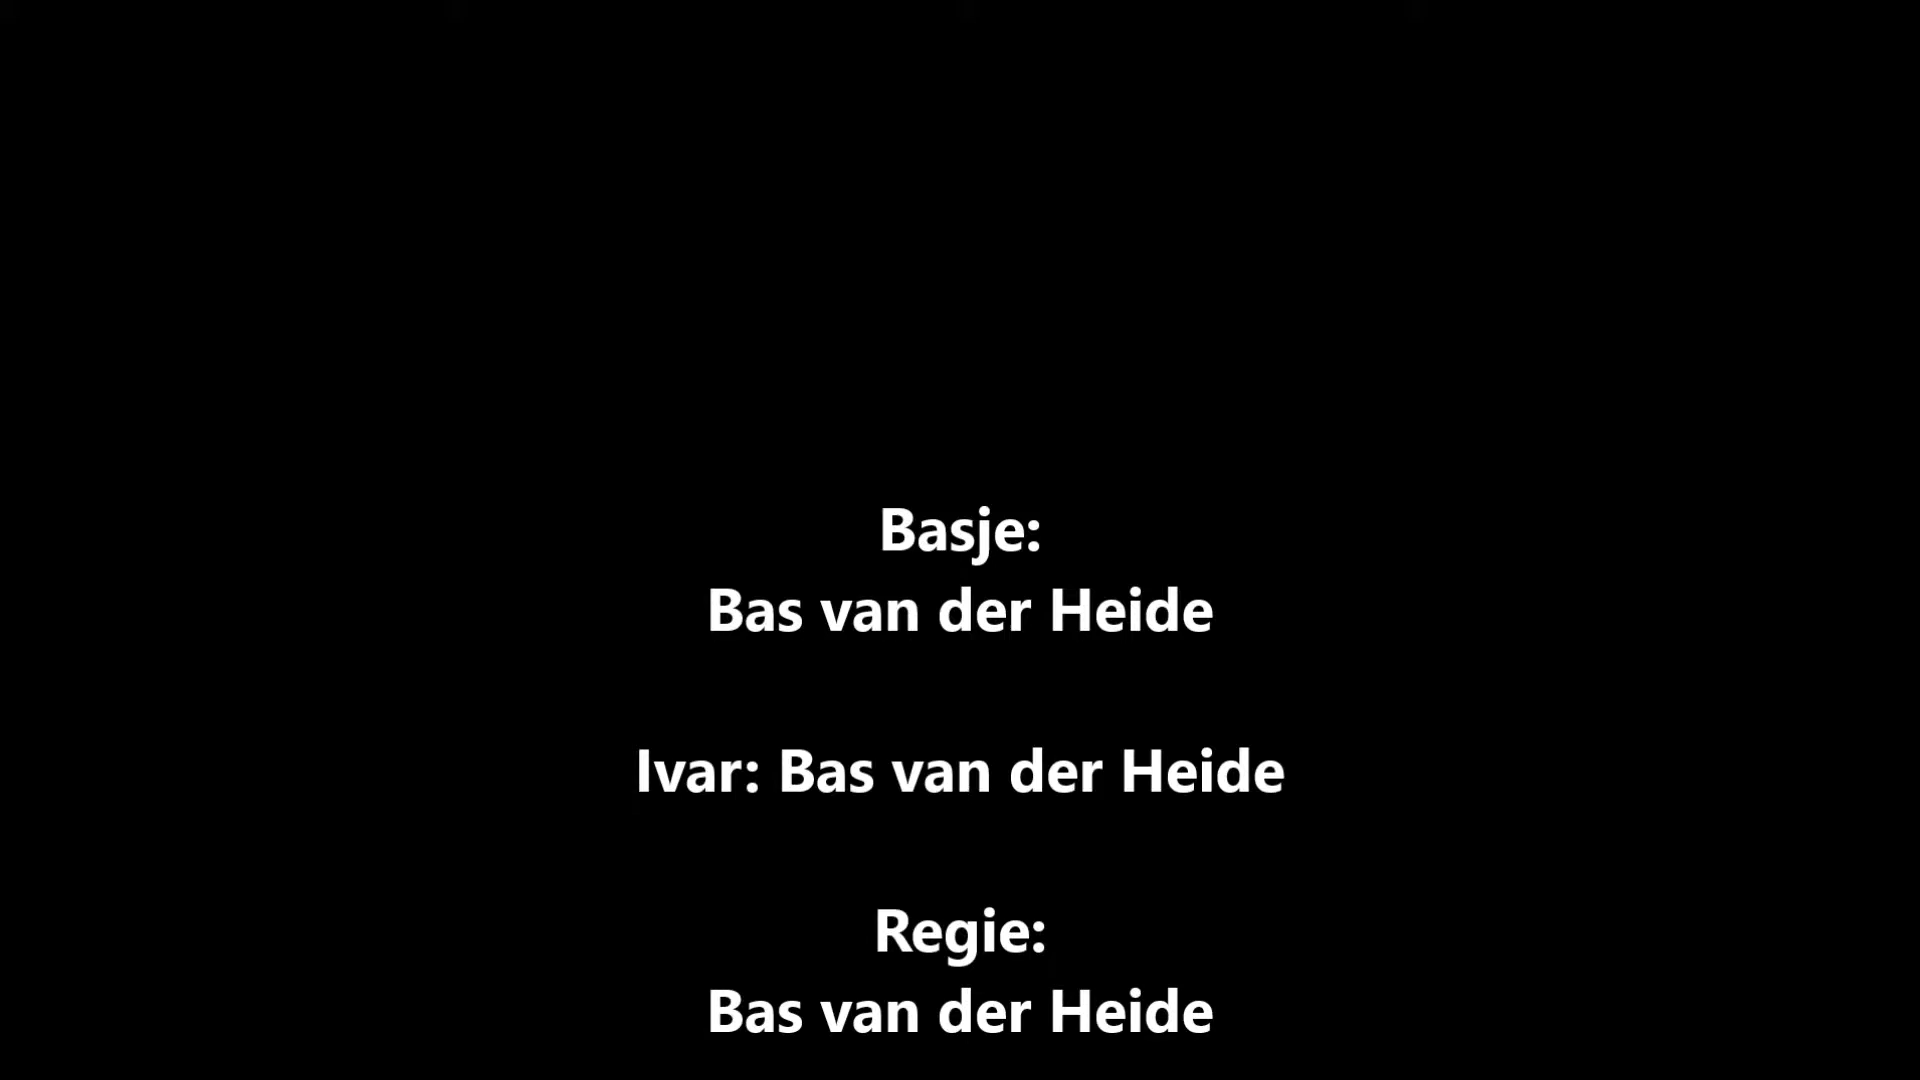 Basje:
Bas van der Heide
Ivar: Bas van der Heide
Regie:
Bas van der Heide